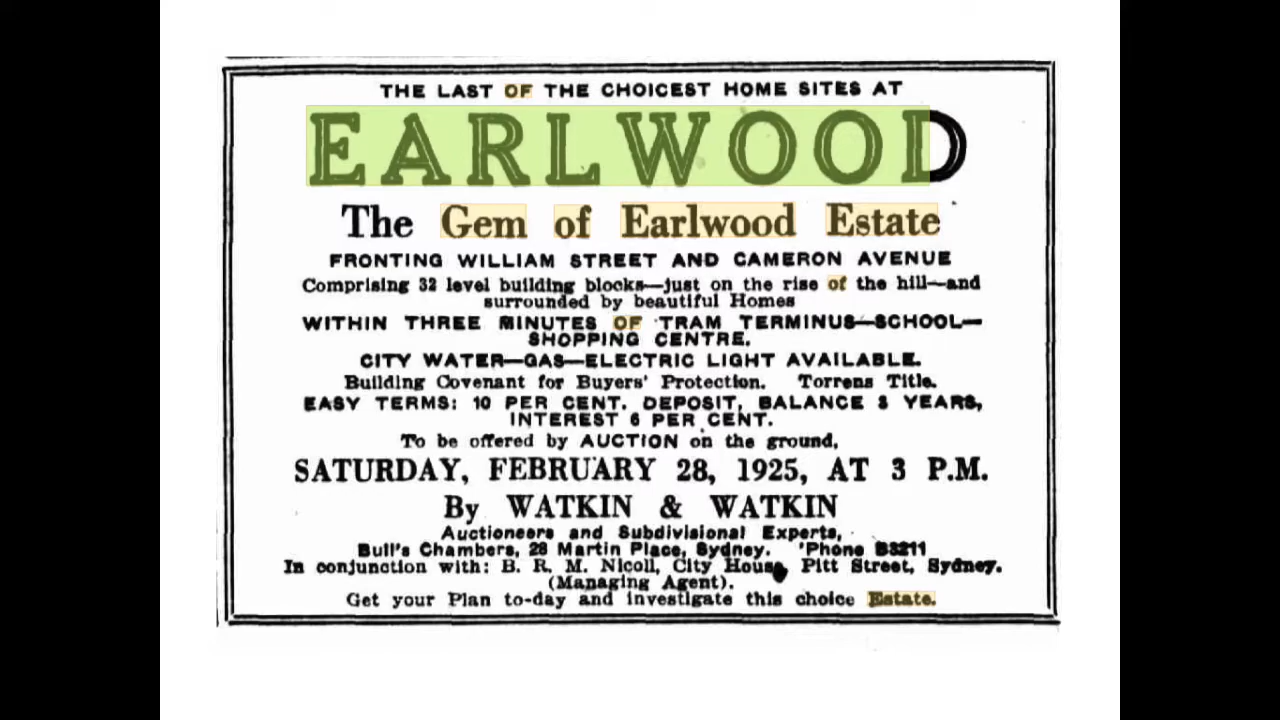 THE LAST OF THE CHOICEST HOME SITES AT
EARLWOOD
The Gem of Earlwood Estate
FRONTING WILLIAM STREET AND CAMERON AVENUE
Comprising 32 level building blocks—just on the rise of the hill—and
surrounded by beautiful Homes
WITHIN THREE MINUTES OF TRAM TERMINUS—SCHOOL—
SHOPPING CENTRE.
CITY WATER—GAS—ELECTRIC LIGHT AVAILABLE.
Building Covenant for Buyers' Protection. Torrens Title.
EASY TERMS: 10 PER CENT. DEPOSIT, BALANCE 3 YEARS,
INTEREST 6 PER CENT.
To be offered by AUCTION on the ground,
SATURDAY, FEBRUARY 28, 1925, AT 3 P.M.
By WATKIN & WATKIN
Auctioneers and Subdivisional Experts,
Bull's Chambers, 28 Martin Place, Sydney. 'Phone B3211
In conjunction with: B. R. M. Nicoll, City House, Pitt Street, Sydney.
(Managing Agent).
Get your Plan to-day and investigate this choice Estate.